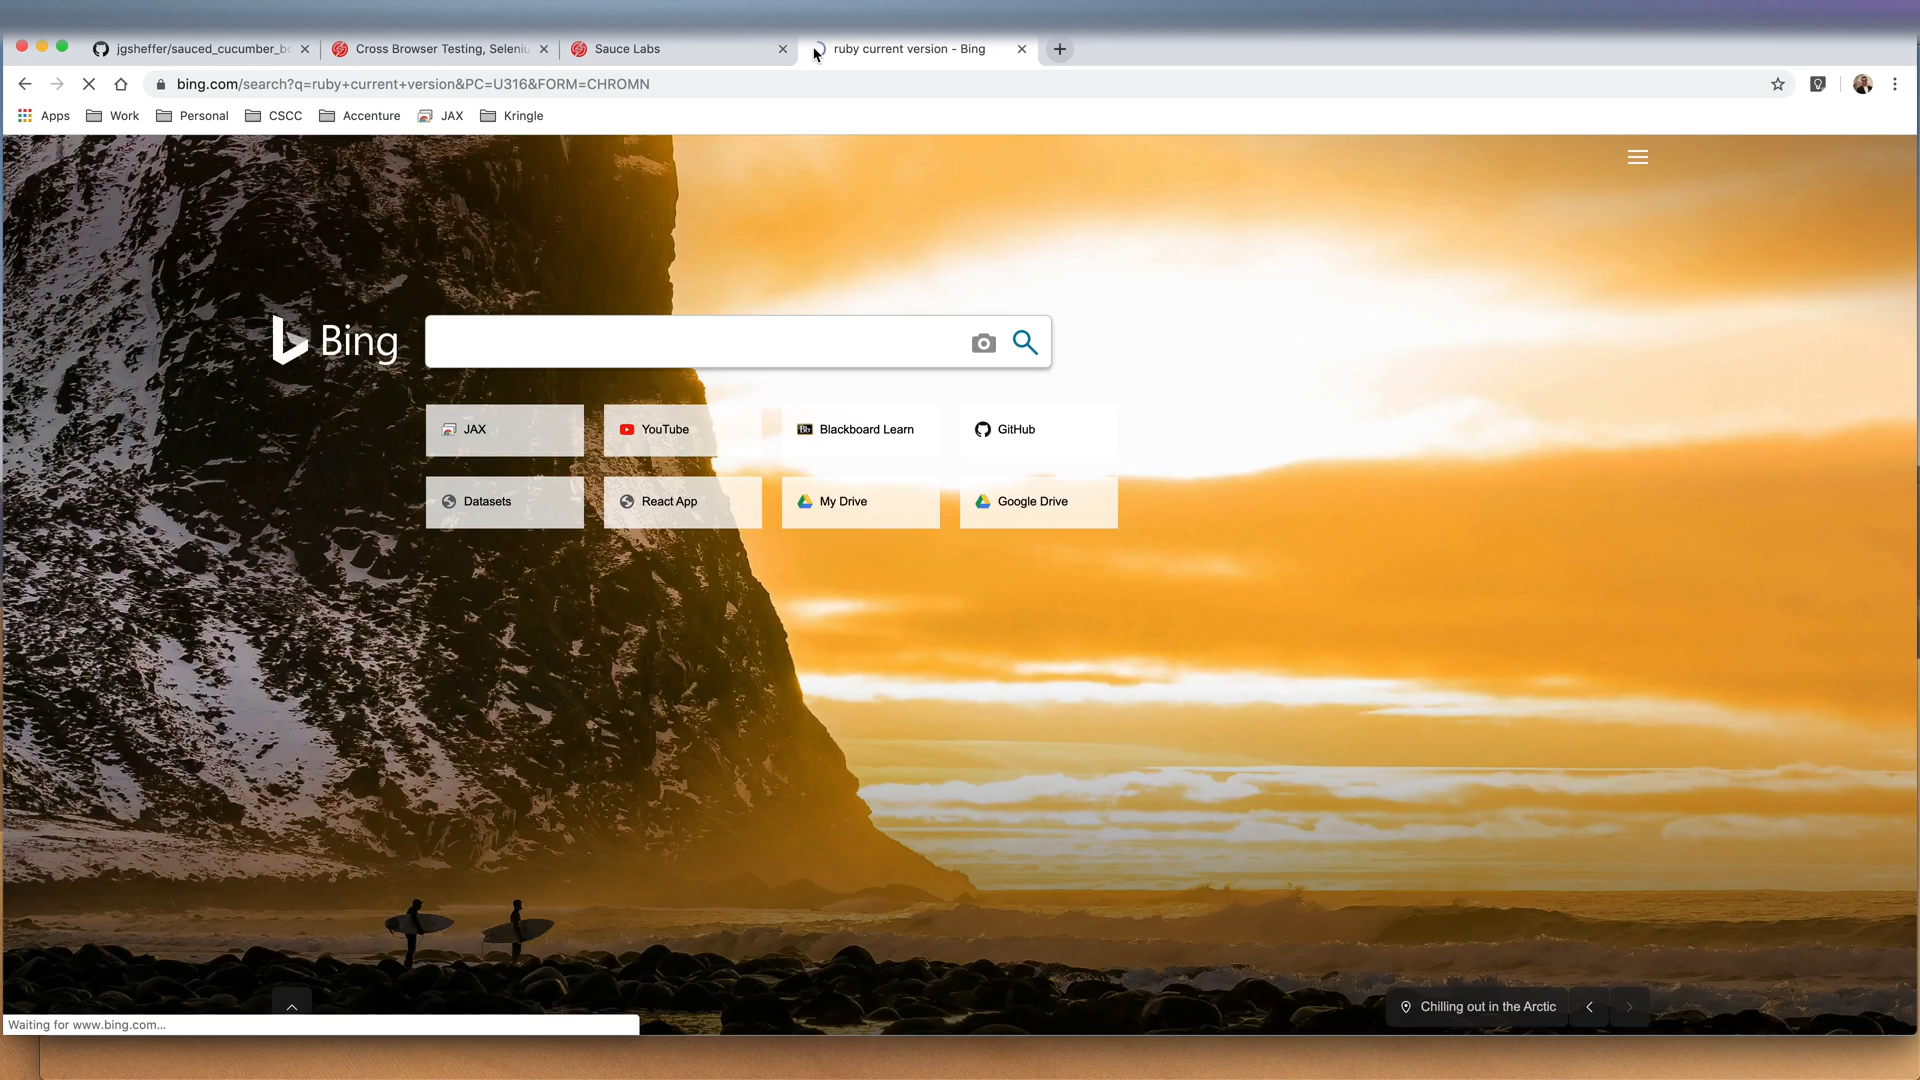 jgsheffer/sauced_cucumber_bo
Cross Browser Testing, Seleniu
Sauce Labs
ruby current version - Bing
bing.com/search?q=ruby+current+version&PC=U316&FORM=CHROMN
Apps
Work
Personal
CSCC
Accenture
JAX
Kringle
Bing
JAX
YouTube
Bb
Blackboard Learn
GitHub
Datasets
React App
My Drive
Google Drive
Chilling out in the Arctic
Waiting for www.bing.com...